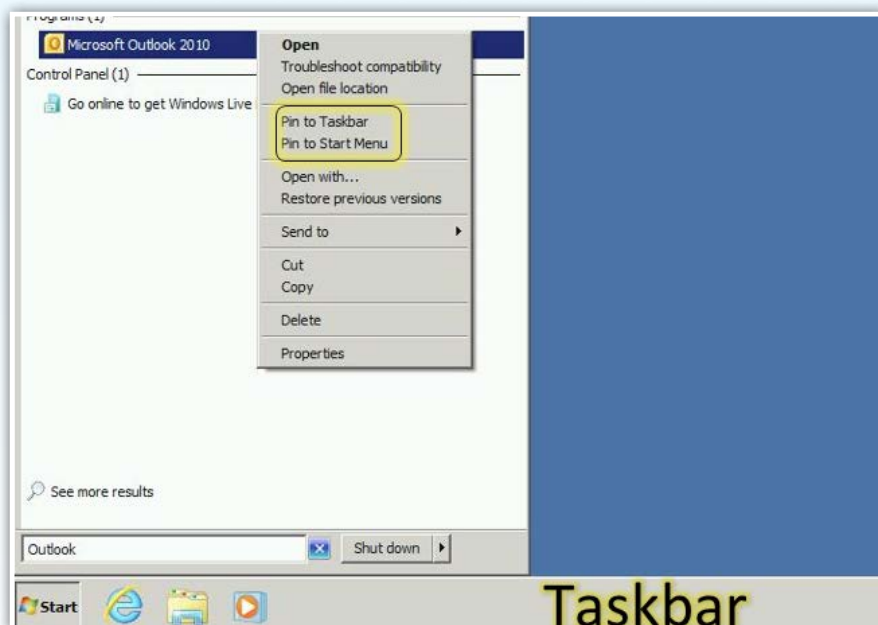 Programs (1)
Microsoft Outlook 2010
Control Panel (1)
Go online to get Windows Live
Open
Troubleshoot compatibility
Open file location
Pin to Taskbar
Pin to Start Menu
Open with...
Restore previous versions
Send to
Cut
Copy
Delete
Properties
See more results
Outlook
Shut down
Start
Taskbar